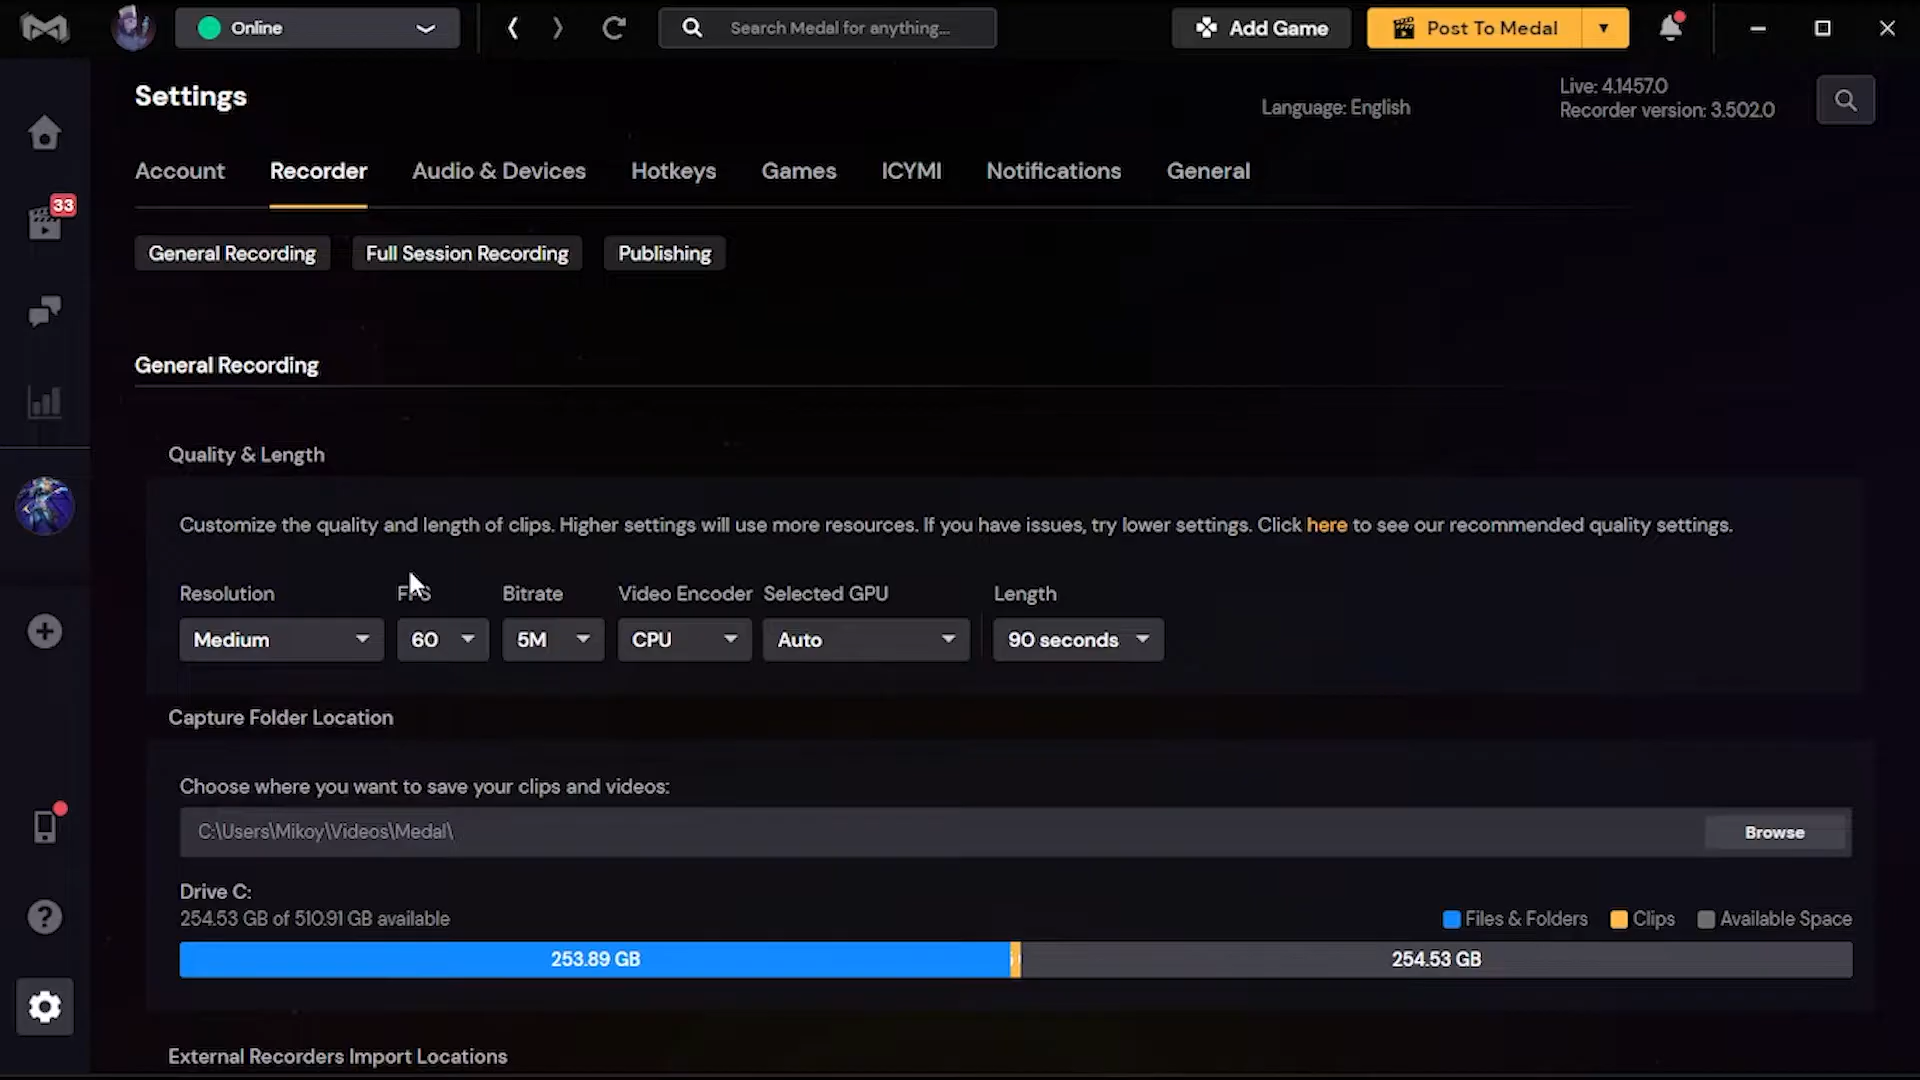 Online
Search Medal for anything...
Add Game
Post To Medal
Settings
Language: English
Live: 4.1457.0
Recorder version: 3.502.0
Account
Recorder
Audio & Devices
Hotkeys
Games
ICYMI
Notifications
General
33
General Recording
Full Session Recording
Publishing
General Recording
Quality & Length
Customize the quality and length of clips. Higher settings will use more resources. If you have issues, try lower settings. Click here to see our recommended quality settings.
Resolution
FPS
Bitrate
Video Encoder
Selected GPU
Length
Medium
60
5M
CPU
Auto
90 seconds
Capture Folder Location
Choose where you want to save your clips and videos:
C:\Users\Mikoy\Videos\Medal\
Browse
Drive C:
254.53 GB of 510.91 GB available
Files & Folders
Clips
Available Space
253.89 GB
254.53 GB
External Recorders Import Locations